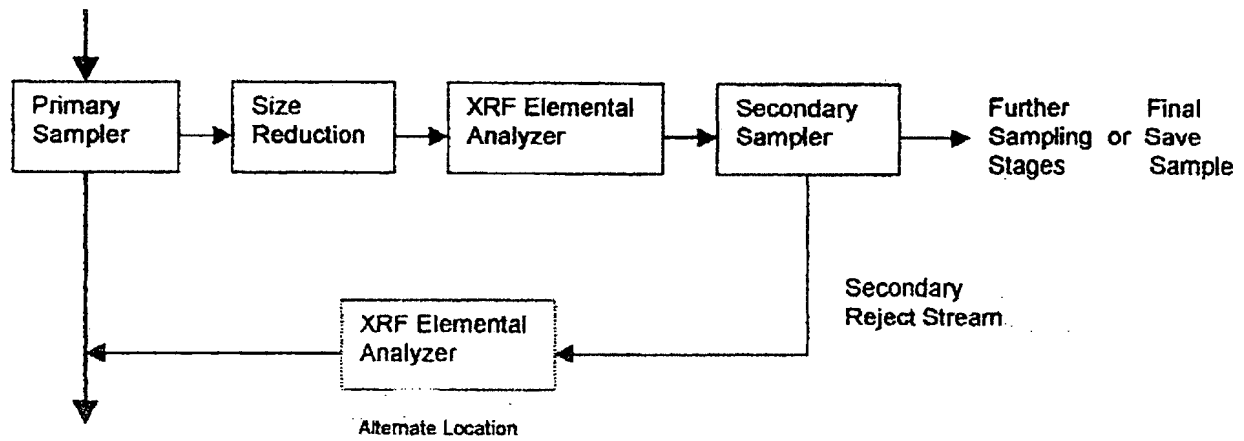 Primary
Sampler
Size
Reduction
XRF Elemental
Analyzer
Secondary
Sampler
Further Final
Sampling or Save
Stages Sample
Secondary
Reject Stream
XRF Elemental
Analyzer
Alternate Location